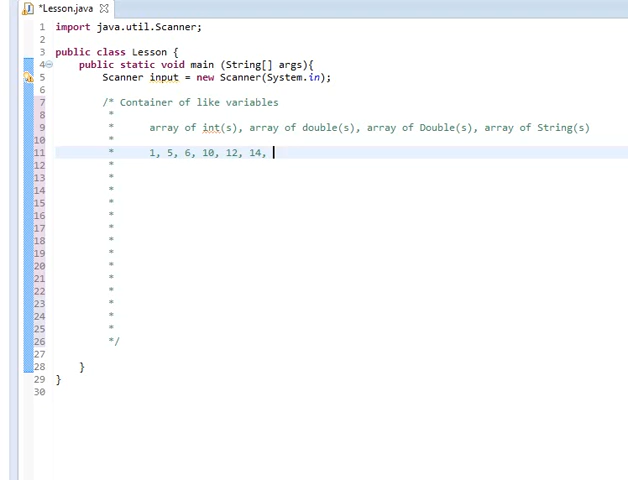 *Lesson.java
1 import java.util.Scanner;
2
3 public class Lesson {
4 public static void main (String[] args){
5 Scanner input = new Scanner(System.in);
6
7 /* Container of like variables
8 *
9 * array of int(s), array of double(s), array of Double(s), array of String(s)
10 *
11 * 1, 5, 6, 10, 12, 14,
12 *
13 *
14 *
15 *
16 *
17 *
18 *
19 *
20 *
21 *
22 *
23 *
24 *
25 *
26 */
27
28 }
29 }
30